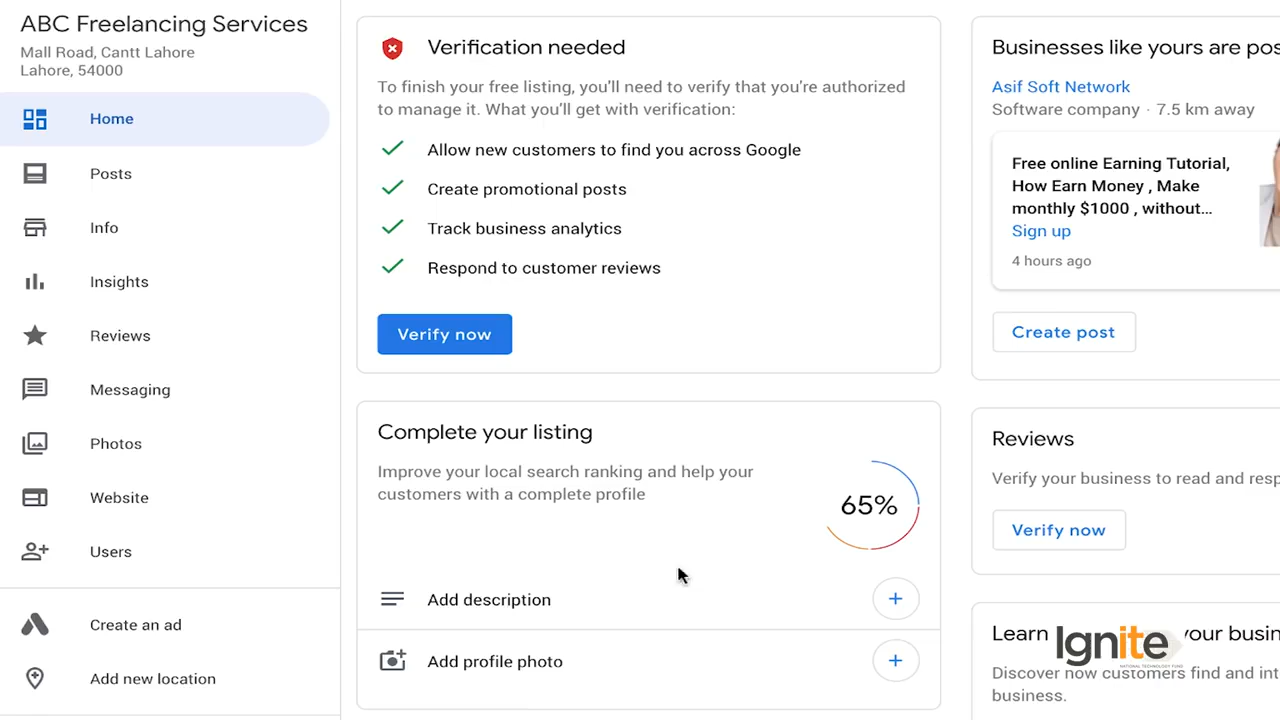 ABC Freelancing Services
Mall Road, Cantt Lahore
Lahore, 54000
Home
Posts
Info
Insights
Reviews
Messaging
Photos
Website
Users
Create an ad
Add new location
Verification needed
To finish your free listing, you'll need to verify that you're authorized
to manage it. What you'll get with verification:
Allow new customers to find you across Google
Create promotional posts
Track business analytics
Respond to customer reviews
Verify now
Complete your listing
Improve your local search ranking and help your
customers with a complete profile
65%
Add description
Add profile photo
Businesses like yours are pos
Asif Soft Network
Software company · 7.5 km away
Free online Earning Tutorial,
How Earn Money , Make
monthly $1000 , without...
Sign up
4 hours ago
Create post
Reviews
Verify your business to read and resp
Verify now
Learn your busin
Ignite
NATIONAL TECHNOLOGY FUND
Discover how customers find and int
business.